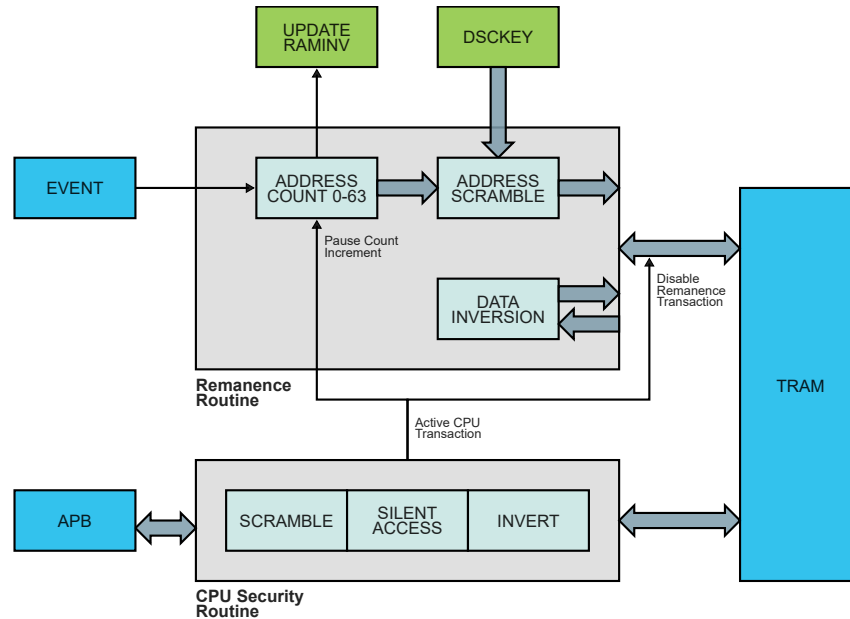 UPDATE
RAMINV
DSCKEY
EVENT
ADDRESS
COUNT 0-63
ADDRESS
SCRAMBLE
Pause Count
Increment
DATA
INVERSION
Disable
Remanence
Transaction
TRAM
Remanence
Routine
Active CPU
Transaction
APB
SCRAMBLE
SILENT
ACCESS
INVERT
CPU Security
Routine